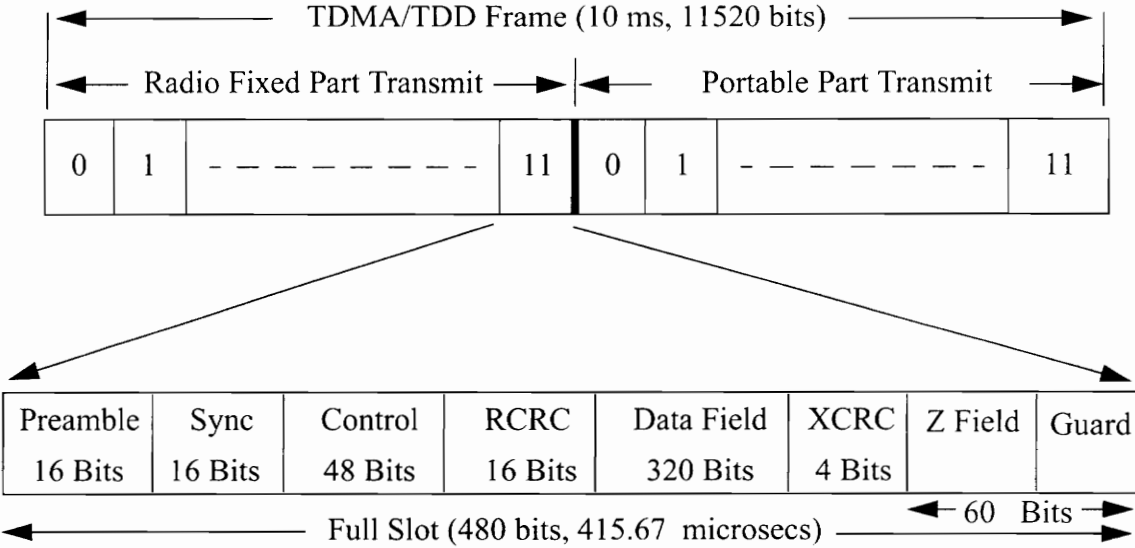 TDMA/TDD Frame (10 ms, 11520 bits)
Radio Fixed Part Transmit Portable Part Transmit
0 1 11 0 1 11
Preamble Sync Control RCRC Data Field XCRC Z Field Guard
16 Bits 16 Bits 48 Bits 16 Bits 320 Bits 4 Bits
60 Bits
Full Slot (480 bits, 415.67 microsecs)